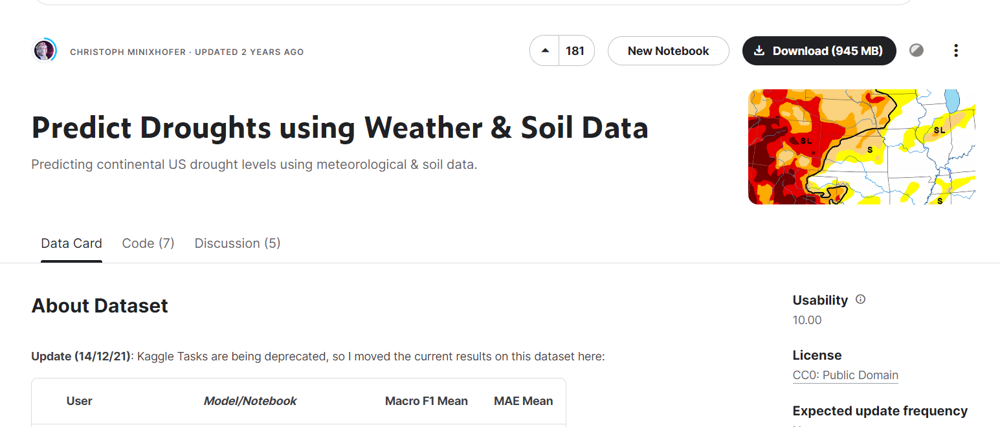 CHRISTOPH MINIXHOFER · UPDATED 2 YEARS AGO
181
New Notebook
Download (945 MB)
Predict Droughts using Weather & Soil Data
Predicting continental US drought levels using meteorological & soil data.
SL
SL
S
S
Data Card
Code (7)
Discussion (5)
About Dataset
Update (14/12/21): Kaggle Tasks are being deprecated, so I moved the current results on this dataset here:
User
Model/Notebook
Macro F1 Mean
MAE Mean
Usability
10.00
License
CC0: Public Domain
Expected update frequency